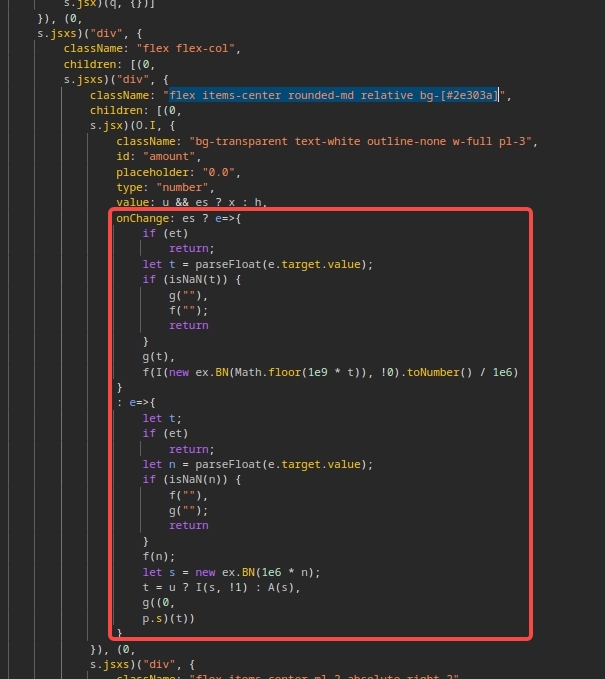 s.jsx)(q, {})]
}), (0,
s.jsxs)("div", {
className: "flex flex-col",
children: [(0,
s.jsxs)("div", {
className: "flex items-center rounded-md relative bg-[#2e303a]",
children: [(0,
s.jsx)(O.I, {
className: "bg-transparent text-white outline-none w-full pl-3",
id: "amount",
placeholder: "0.0",
type: "number",
value: u && es ? x : h,
onChange: es ? e=>{
if (et)
return;
let t = parseFloat(e.target.value);
if (isNaN(t)) {
g(""),
f("");
return
}
g(t),
f(I(new ex.BN(Math.floor(1e9 * t)), !0).toNumber() / 1e6)
}
: e=>{
let t;
if (et)
return;
let n = parseFloat(e.target.value);
if (isNaN(n)) {
f(""),
g("");
return
}
f(n);
let s = new ex.BN(1e6 * n);
t = u ? I(s, !1) : A(s),
g((0,
p.s)(t))
}
}), (0,
s.jsxs)("div", {
className: "flex items-center ml-2 absolute right-2",